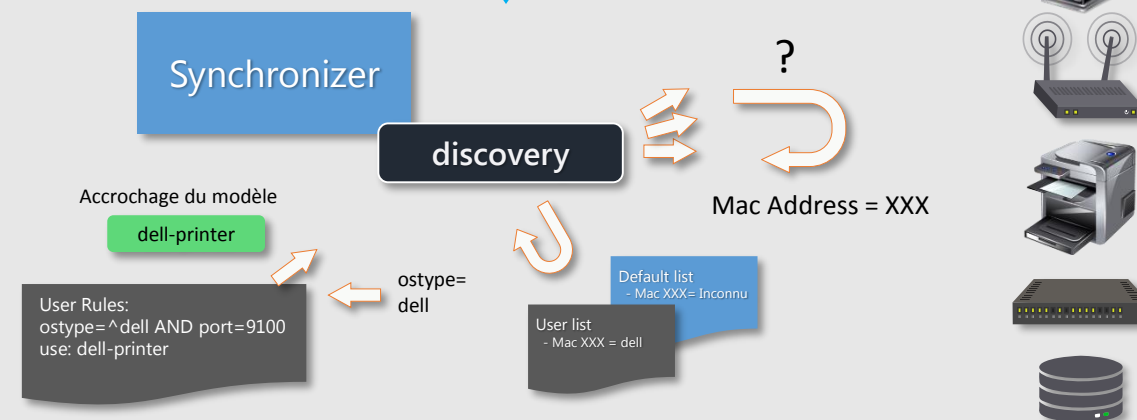 Synchronizer
?
discovery
Mac Address = XXX
Accrochage du modèle
dell-printer
ostype=
dell
User Rules:
ostype=^dell AND port=9100
use: dell-printer
Default list
- Mac XXX= Inconnu
User list
- Mac XXX = dell